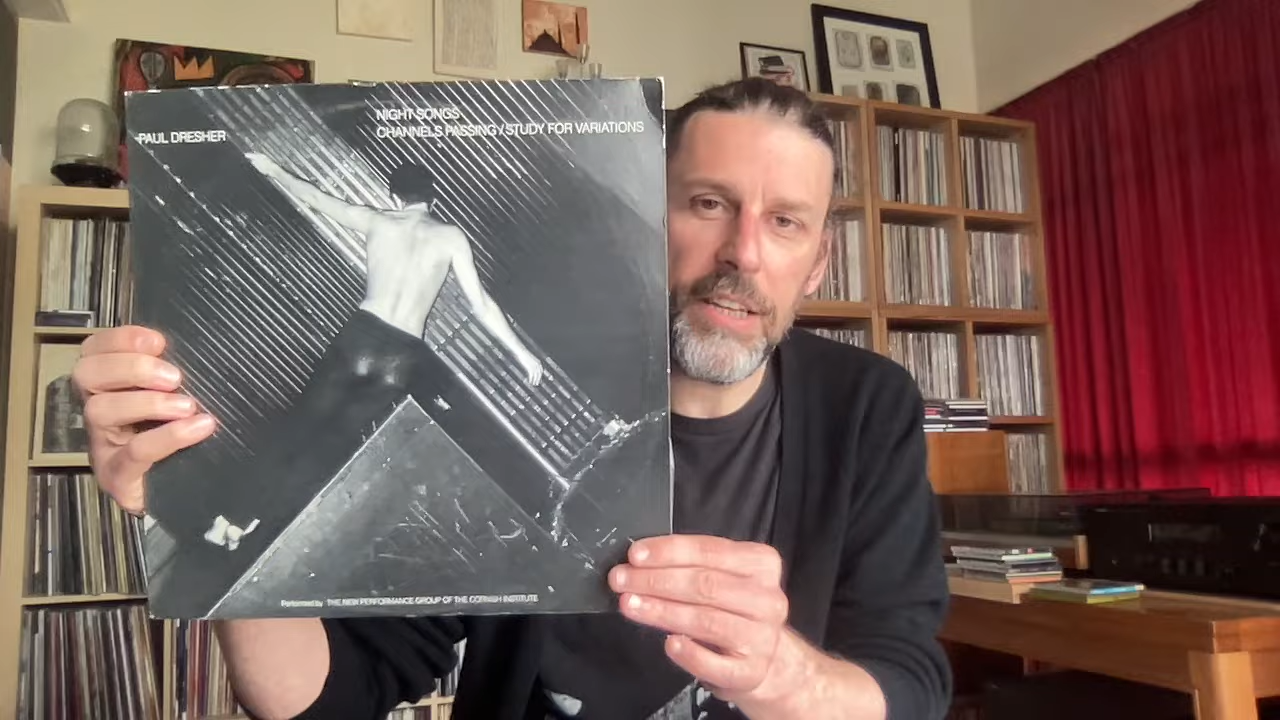 PAUL DRESHER
NIGHT SONGS
CHANNELS PASSING / STUDY FOR VARIATIONS
Performed by THE NEW PERFORMANCE GROUP OF THE CORNISH INSTITUTE